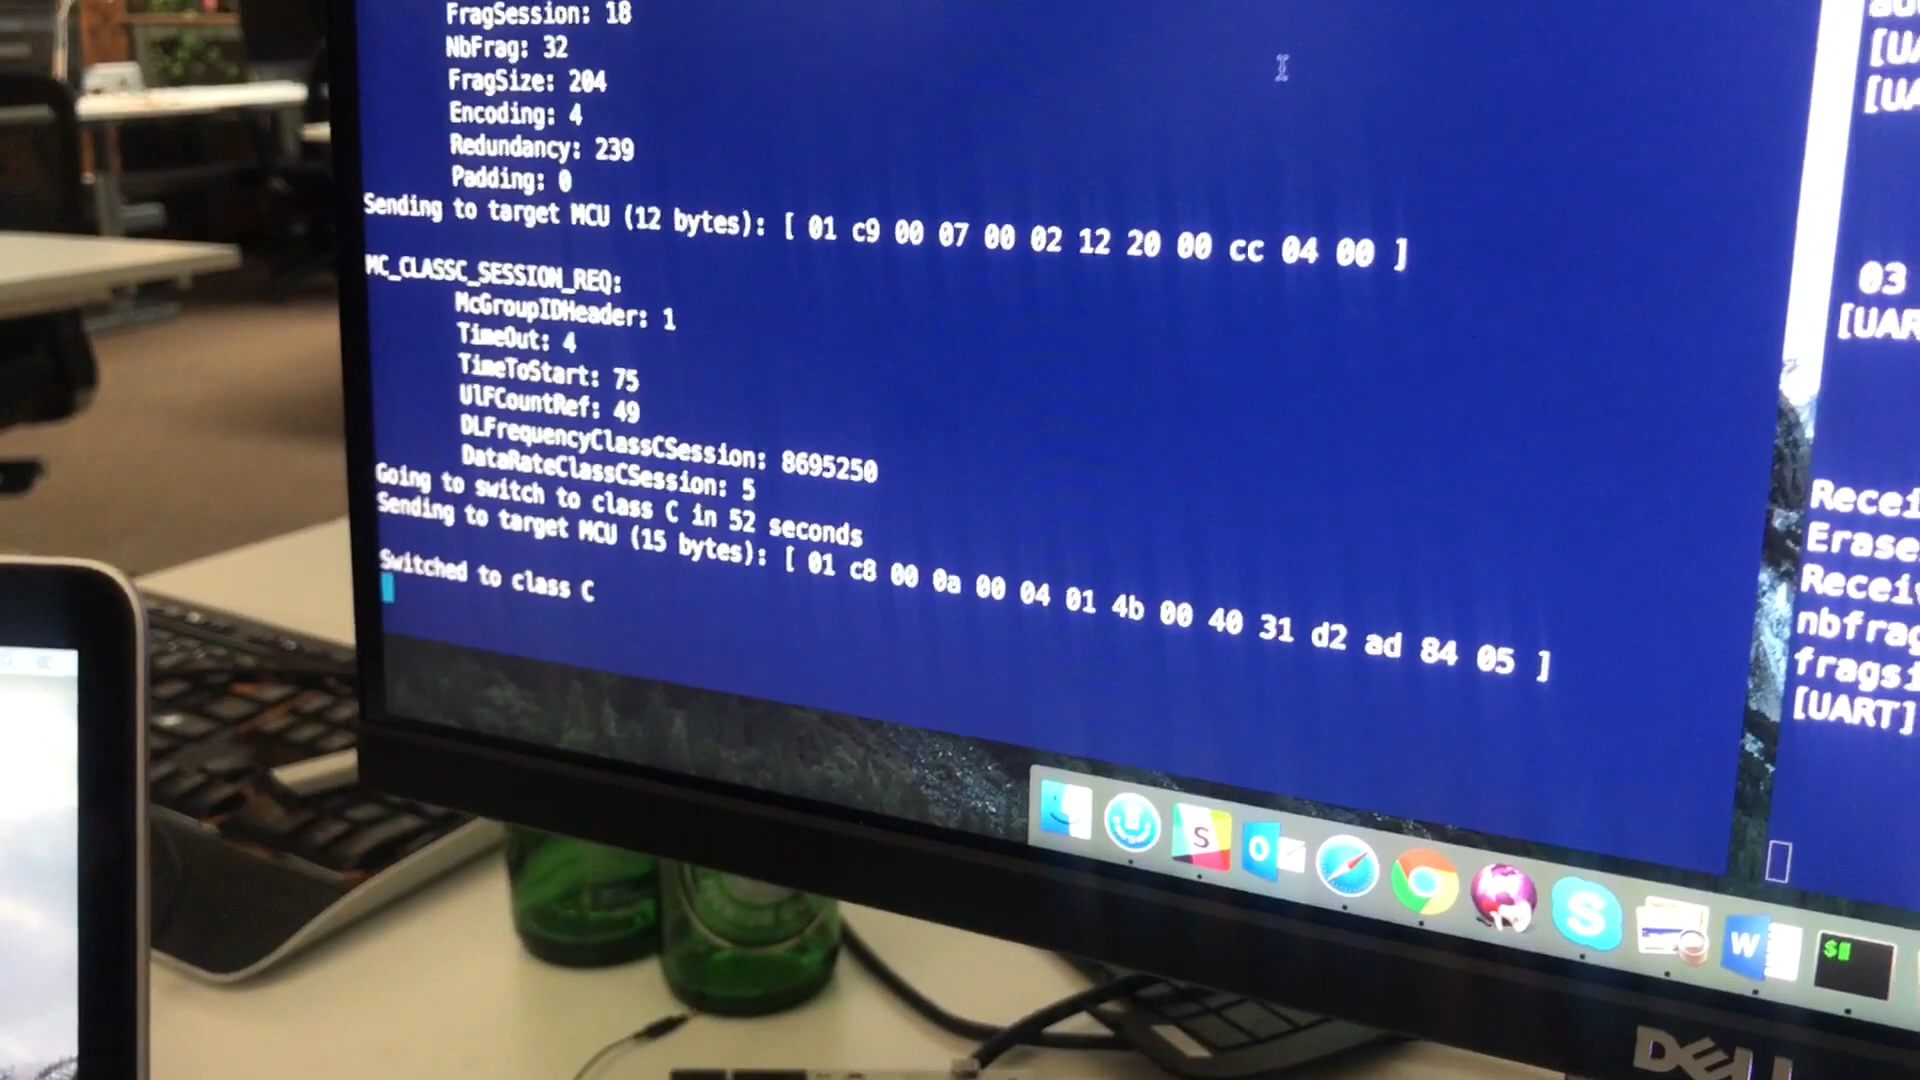 FragSession: 18
NbFrag: 32
FragSize: 204
Encoding: 4
Redundancy: 239
Padding: 0
Sending to target MCU (12 bytes): [ 01 c9 00 07 00 02 12 20 00 cc 04 00 ]
MC_CLASSC_SESSION_REQ:
McGroupIDHeader: 1
TimeOut: 4
TimeToStart: 75
UlFCountRef: 49
DLFrequencyClassCSession: 8695250
DataRateClassCSession: 5
Going to switch to class C in 52 seconds
Sending to target MCU (15 bytes): [ 01 c8 00 0a 00 04 01 4b 00 40 31 d2 ad 84 05 ]
Switched to class C
[UA
[UA
03
[UAR
Recei
Erase
Recei
nbfrag
fragsi
[UART]
S
O
S
W
$
DELL